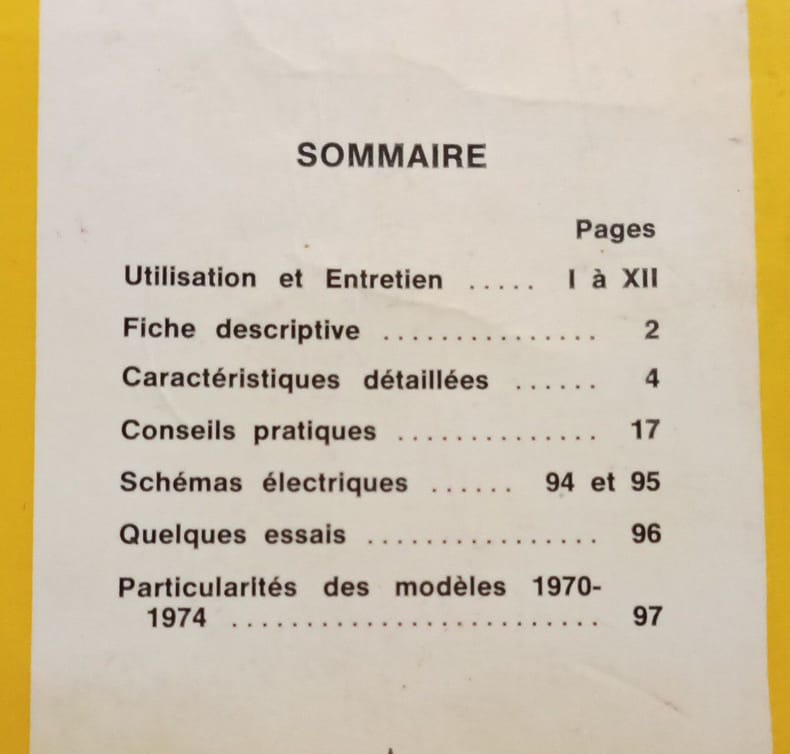 SOMMAIRE
Pages
Utilisation et Entretien ..... I à XII
Fiche descriptive ............... 2
Caractéristiques détaillées ...... 4
Conseils pratiques .............. 17
Schémas électriques ...... 94 et 95
Quelques essais ................ 96
Particularités des modèles 1970-
1974 ......................... 97